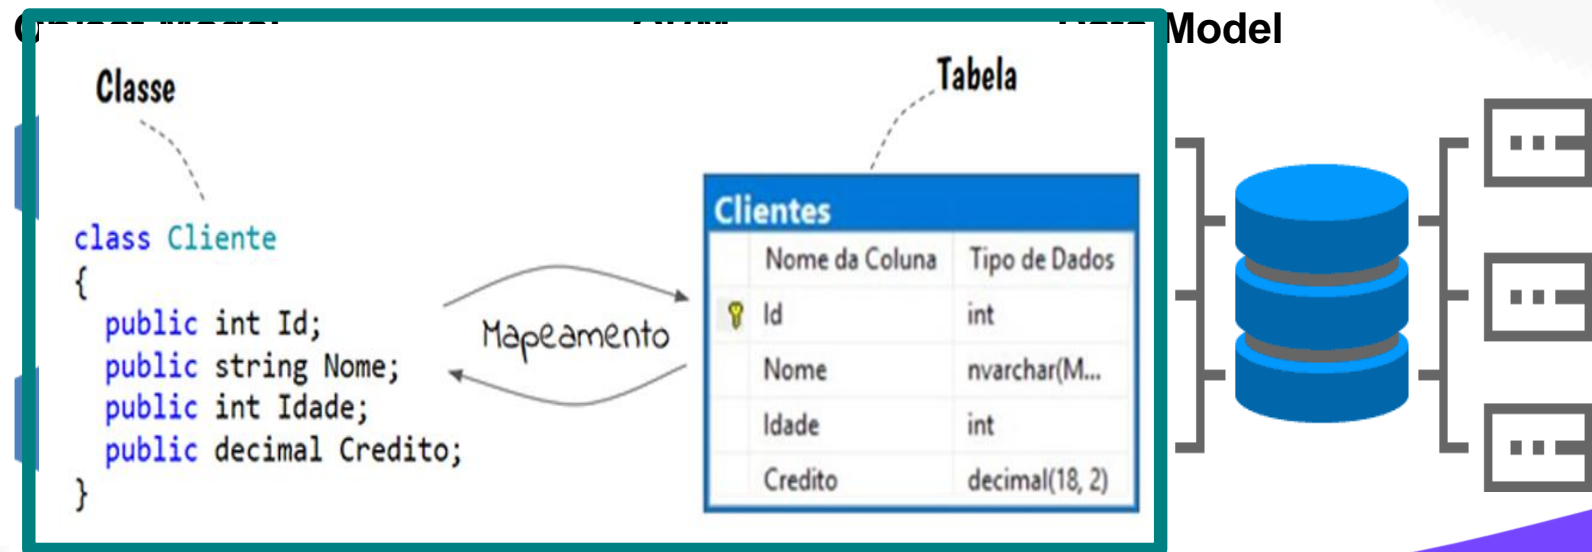 Model
Classe
Tabela
class Cliente
{
public int Id;
public string Nome;
public int Idade;
public decimal Credito;
}
Mapeamento
Clientes
Nome da Coluna Tipo de Dados
Id int
Nome nvarchar(M...
Idade int
Credito decimal(18, 2)